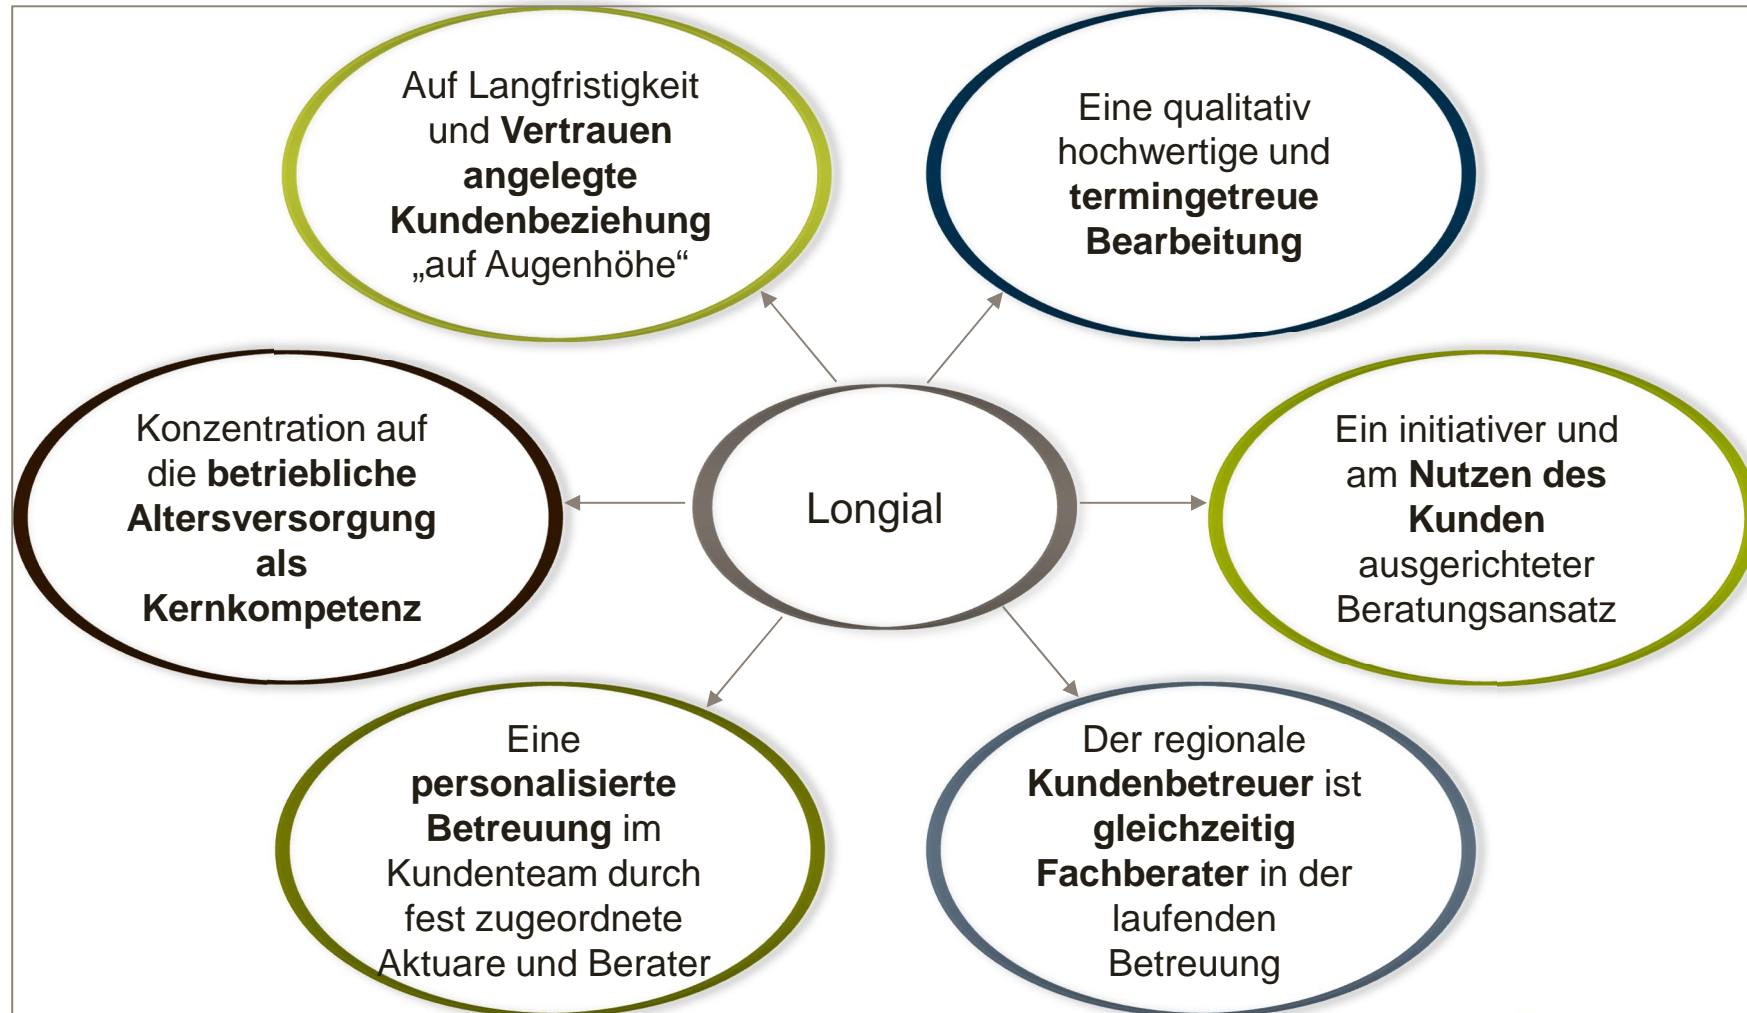 Auf Langfristigkeit
und Vertrauen
angelegte
Kundenbeziehung
„auf Augenhöhe“
Eine qualitativ
hochwertige und
termingetreue
Bearbeitung
Konzentration auf
die betriebliche
Altersversorgung
als
Kernkompetenz
Longial
Ein initiativer und
am Nutzen des
Kunden
ausgerichteter
Beratungsansatz
Eine
personalisierte
Betreuung im
Kundenteam durch
fest zugeordnete
Aktuare und Berater
Der regionale
Kundenbetreuer ist
gleichzeitig
Fachberater in der
laufenden
Betreuung